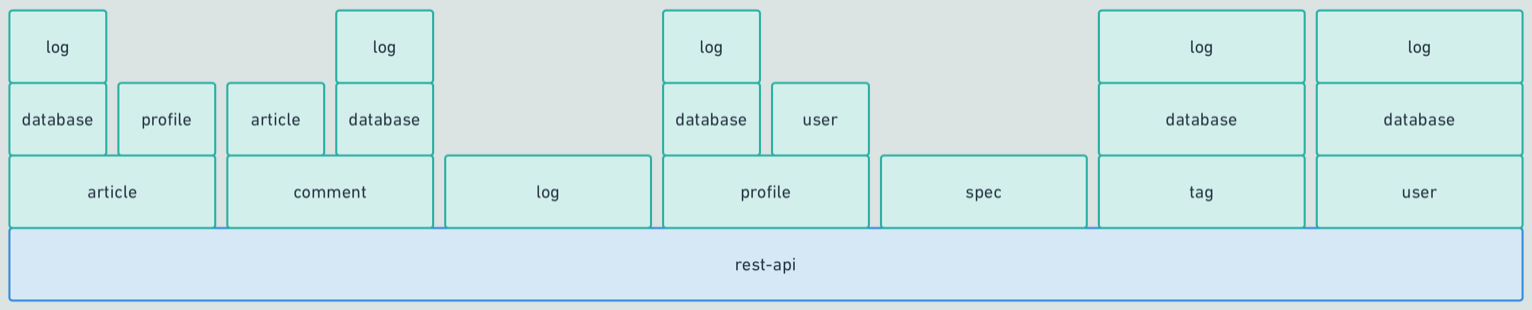 log log log log log
database profile article database database user database database
article comment log profile spec tag user
rest-api